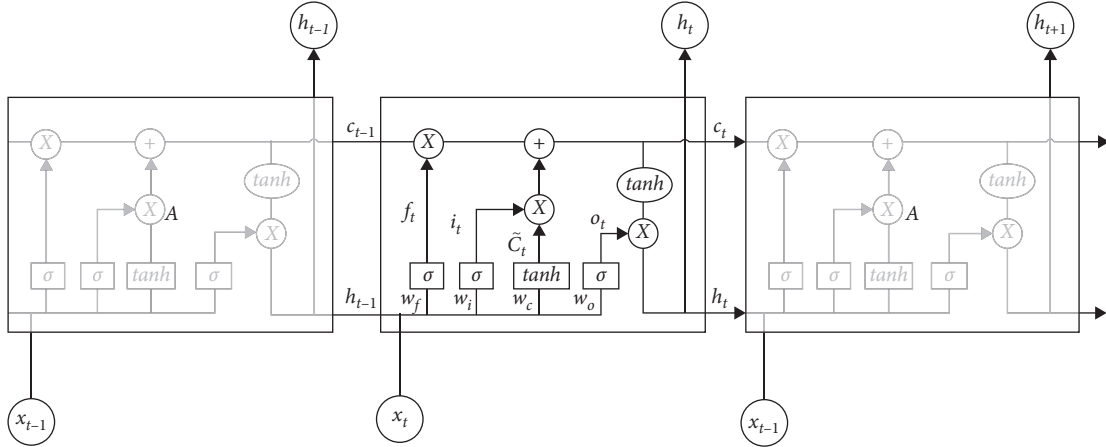 h_{t-1} h_t h_{t+1}
c_{t-1} c_t
X + X + X +
tanh tanh tanh
X A f_t i_t X o_t X A
X C̃_t X X
σ σ tanh σ σ σ tanh σ σ σ tanh σ
h_{t-1} w_f w_i w_c w_o h_t
x_{t-1} x_t x_{t-1}